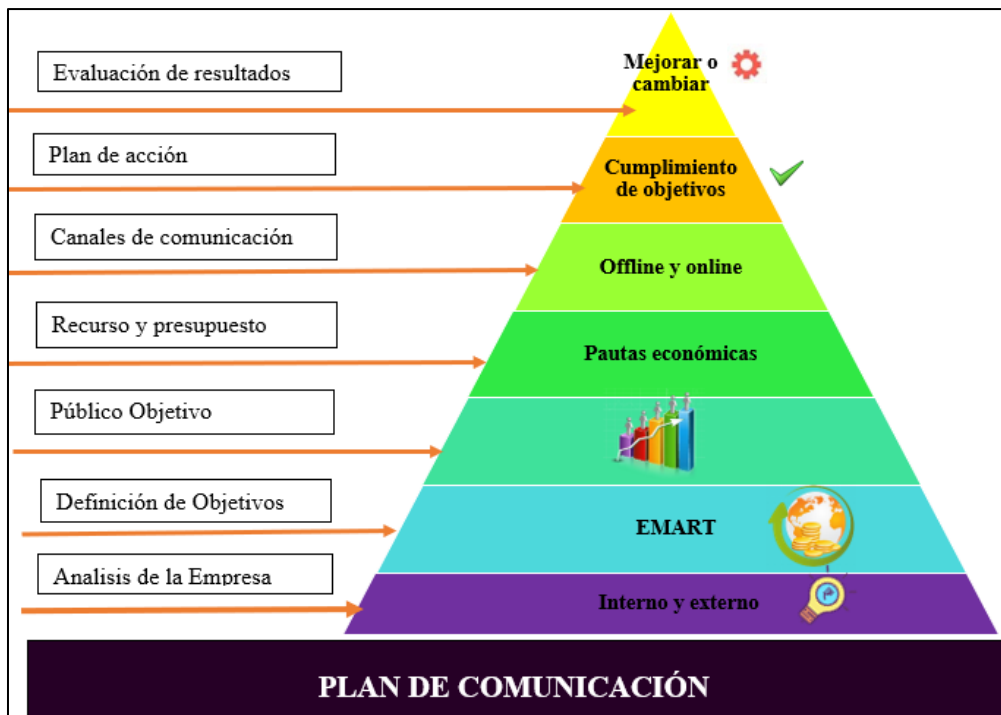 Evaluación de resultados
Mejorar o
cambiar
Plan de acción
Cumplimiento
de objetivos
Canales de comunicación
Offline y online
Recurso y presupuesto
Pautas económicas
Público Objetivo
Definición de Objetivos
EMART
Analisis de la Empresa
Interno y externo
PLAN DE COMUNICACIÓN